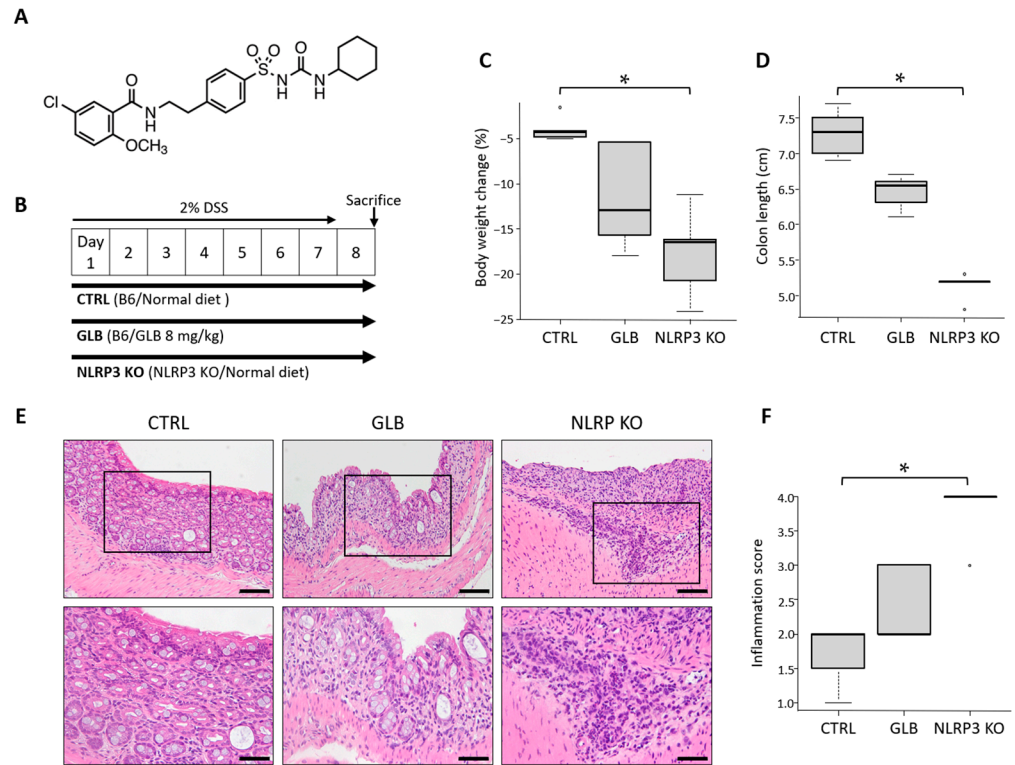 A
O O O
S
N N
H H
Cl
O
N
H
OCH3
B
2% DSS
Sacrifice
Day 1 2 3 4 5 6 7 8
CTRL (B6/Normal diet )
GLB (B6/GLB 8 mg/kg)
NLRP3 KO (NLRP3 KO/Normal diet)
C
*
Body weight change (%)
−5
−10
−15
−20
−25
CTRL GLB NLRP3 KO
D
*
Colon length (cm)
7.5
7.0
6.5
6.0
5.5
5.0
CTRL GLB NLRP3 KO
E
CTRL GLB NLRP KO
F
*
Inflammation score
4.0
3.5
3.0
2.5
2.0
1.5
1.0
CTRL GLB NLRP3 KO